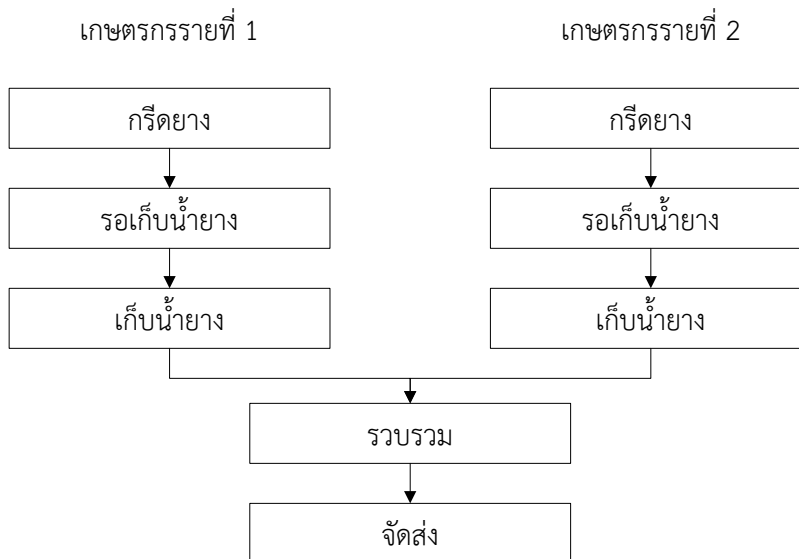 เกษตรกรรายที่ 1
เกษตรกรรายที่ 2
กรีดยาง
กรีดยาง
รอเก็บน้ำยาง
รอเก็บน้ำยาง
เก็บน้ำยาง
เก็บน้ำยาง
รวบรวม
จัดส่ง